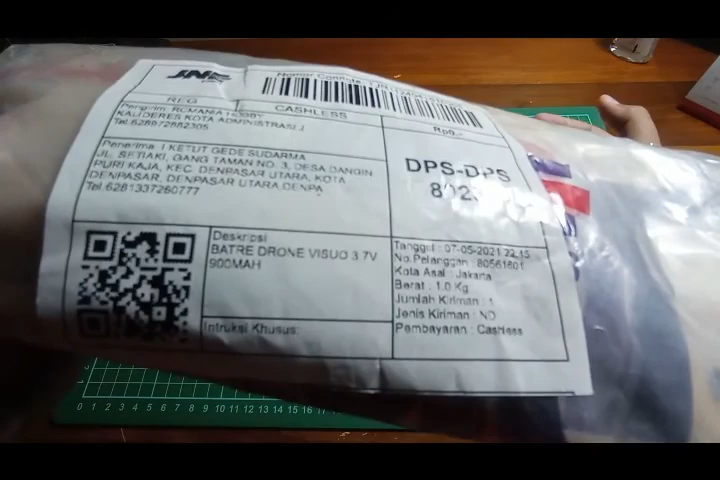 JNE
REG
CASHLESS
Rp0,-
Pengirim: ROMANIA HOBBY
KALIDERES KOTA ADMINISTRASI J
Tel.628972882305
Penerima: I KETUT GEDE SUDARMA
JL. SETIAKI, GANG TAMAN NO. 3, DESA DANGIN
PURI KAJA, KEC. DENPASAR UTARA, KOTA
DENPASAR, DENPASAR UTARA,DENPA
Tel.6281337260777
DPS-DPS
Deskripsi
BATRE DRONE VISUO 3.7V
900MAH
Intruksi Khusus:
Tanggal : 07-05-2021 22.15
No.Pelanggan : 80561601
Kota Asal : Jakarta
Berat : 1.0 Kg
Jumlah Kiriman : 1
Jenis Kiriman : ND
Pembayaran : Cashless
0 1 2 3 4 5 6 7 8 9 10 11 12 13 14 15 16